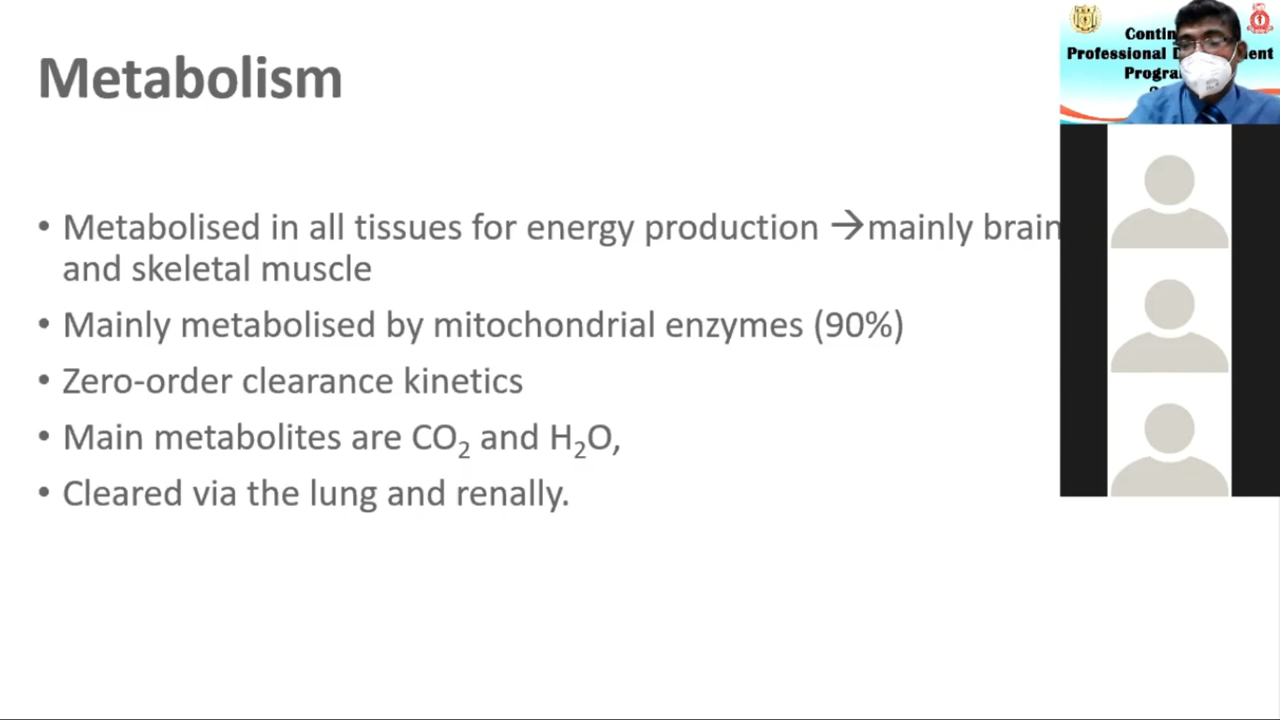 Metabolism
• Metabolised in all tissues for energy production →mainly brain
and skeletal muscle
• Mainly metabolised by mitochondrial enzymes (90%)
• Zero-order clearance kinetics
• Main metabolites are CO₂ and H₂O,
• Cleared via the lung and renally.
Contin
Professional D ent
Progra